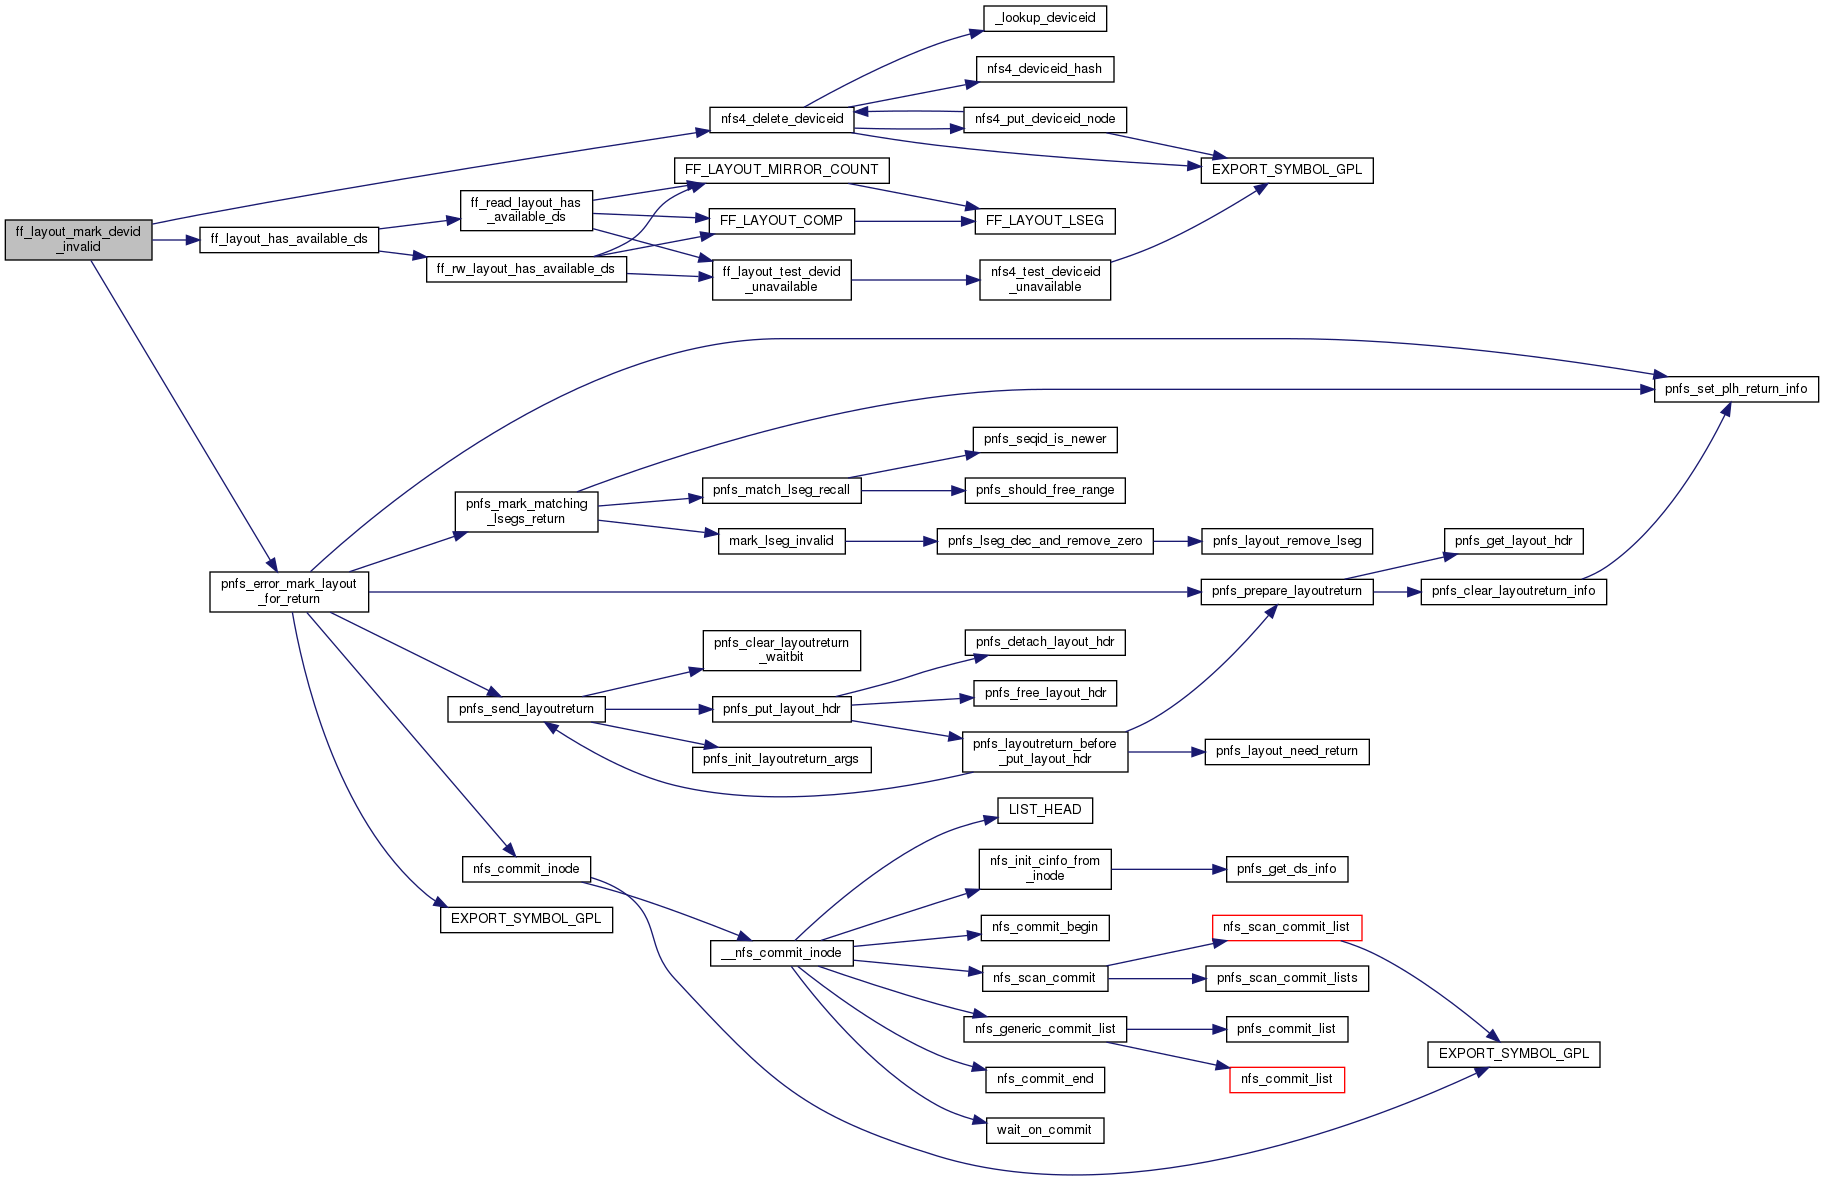 _lookup_deviceid
nfs4_deviceid_hash
nfs4_delete_deviceid
nfs4_put_deviceid_node
FF_LAYOUT_MIRROR_COUNT
EXPORT_SYMBOL_GPL
ff_read_layout_has
_available_ds
FF_LAYOUT_COMP
FF_LAYOUT_LSEG
ff_layout_mark_devid
_invalid
ff_layout_has_available_ds
ff_rw_layout_has_available_ds
ff_layout_test_devid
_unavailable
nfs4_test_deviceid
_unavailable
pnfs_set_plh_return_info
pnfs_seqid_is_newer
pnfs_mark_matching
_lsegs_return
pnfs_match_lseg_recall
pnfs_should_free_range
mark_lseg_invalid
pnfs_lseg_dec_and_remove_zero
pnfs_layout_remove_lseg
pnfs_get_layout_hdr
pnfs_error_mark_layout
_for_return
pnfs_prepare_layoutreturn
pnfs_clear_layoutreturn_info
pnfs_clear_layoutreturn
_waitbit
pnfs_detach_layout_hdr
pnfs_send_layoutreturn
pnfs_put_layout_hdr
pnfs_free_layout_hdr
pnfs_init_layoutreturn_args
pnfs_layoutreturn_before
_put_layout_hdr
pnfs_layout_need_return
LIST_HEAD
nfs_commit_inode
nfs_init_cinfo_from
_inode
pnfs_get_ds_info
EXPORT_SYMBOL_GPL
nfs_commit_begin
nfs_scan_commit_list
__nfs_commit_inode
nfs_scan_commit
pnfs_scan_commit_lists
nfs_generic_commit_list
pnfs_commit_list
EXPORT_SYMBOL_GPL
nfs_commit_end
nfs_commit_list
wait_on_commit